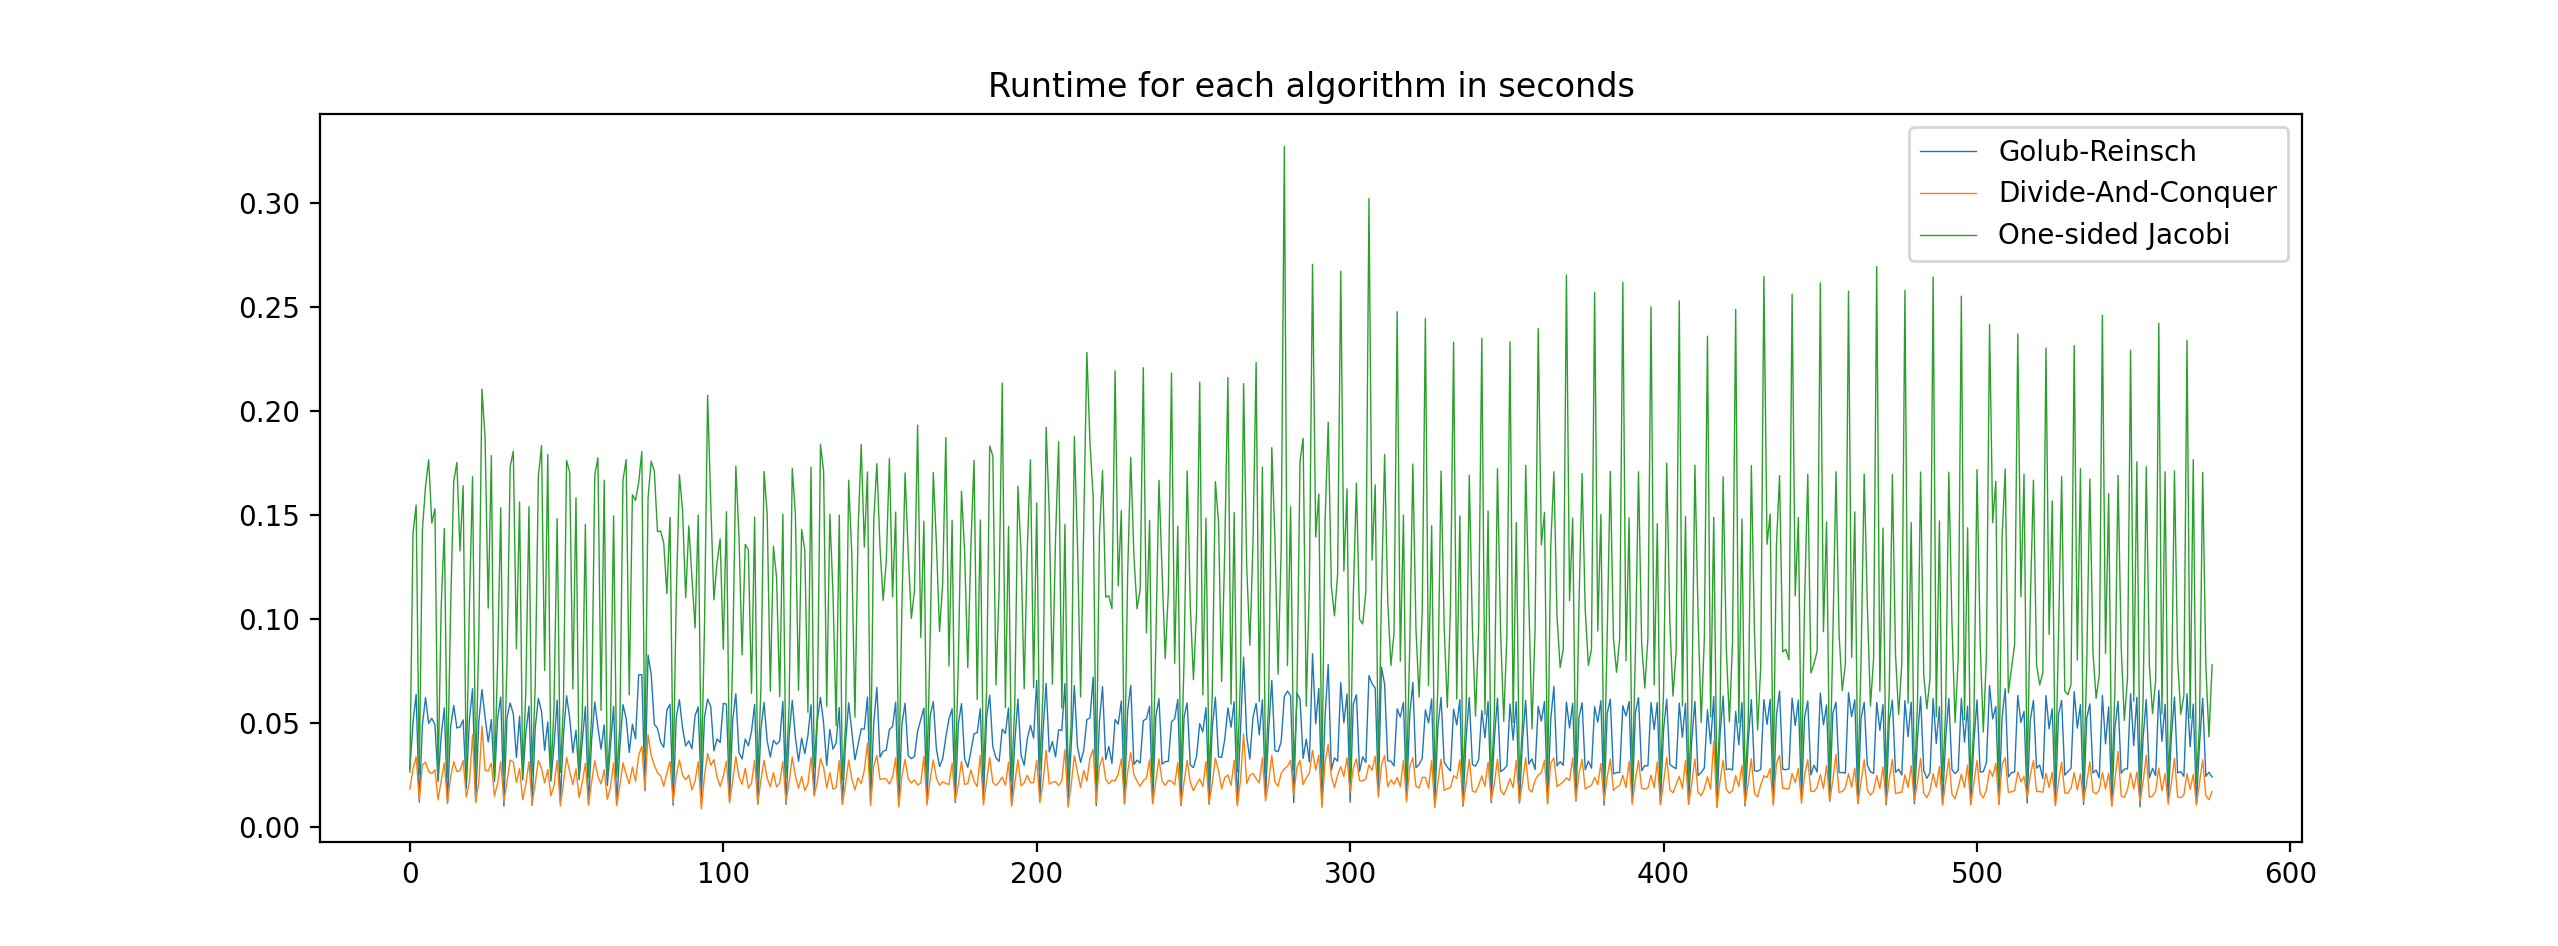 Runtime for each algorithm in seconds
Golub-Reinsch
Divide-And-Conquer
One-sided Jacobi
0.30
0.25
0.20
0.15
0.10
0.05
0.00
0 100 200 300 400 500 600